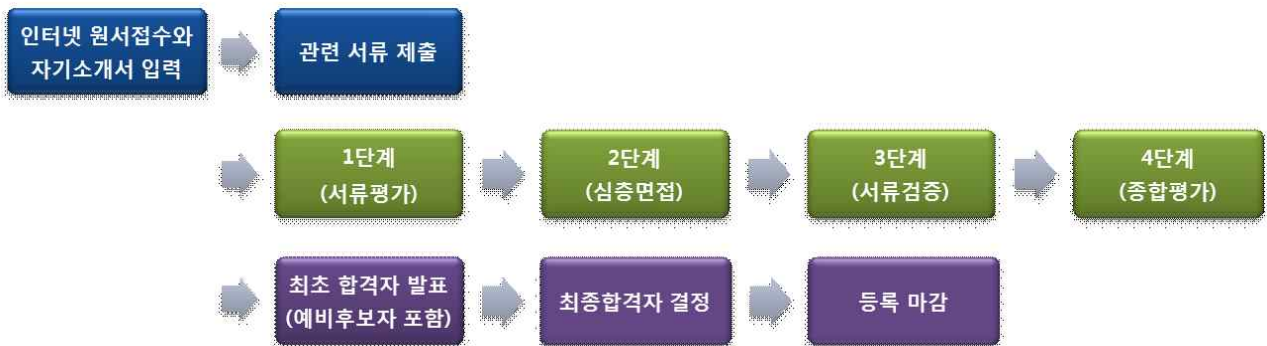 인터넷 원서접수와
자기소개서 입력
관련 서류 제출
1단계
(서류평가)
2단계
(심층면접)
3단계
(서류검증)
4단계
(종합평가)
최초 합격자 발표
(예비후보자 포함)
최종합격자 결정
등록 마감